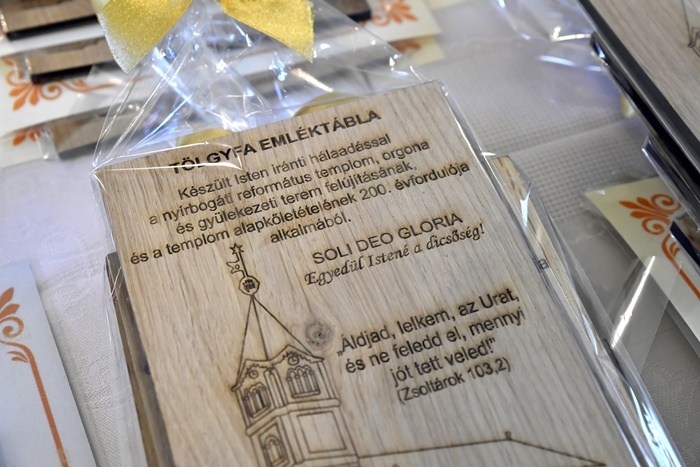 TÖLGYFA EMLÉKTÁBLA
Készült Isten iránti hálaadással
a nyírbogáti református templom, orgona
és gyülekezeti terem felújításának,
és a templom alapkőletételének 200. évfordulója
alkalmából.
SOLI DEO GLORIA
Egyedül Istené a dicsőség!
„Áldjad, lelkem, az Urat,
és ne feledd el, mennyi
jót tett veled!"
(Zsoltárok 103,2)